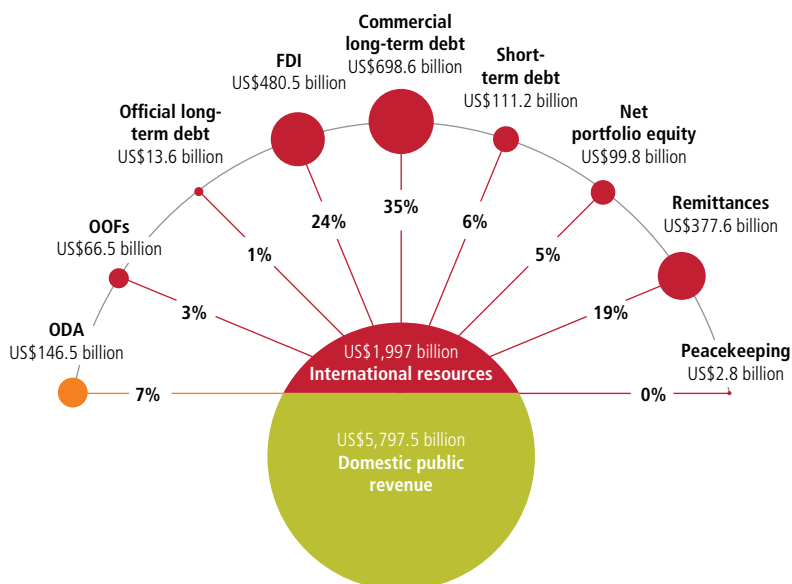 Commercial
long-term debt
US$698.6 billion
FDI
US$480.5 billion
Short-
term debt
US$111.2 billion
Official long-
term debt
US$13.6 billion
Net
portfolio equity
US$99.8 billion
OOFs
US$66.5 billion
Remittances
US$377.6 billion
ODA
US$146.5 billion
Peacekeeping
US$2.8 billion
7%
3%
1%
24%
35%
6%
5%
19%
0%
US$1,997 billion
International resources
US$5,797.5 billion
Domestic public
revenue